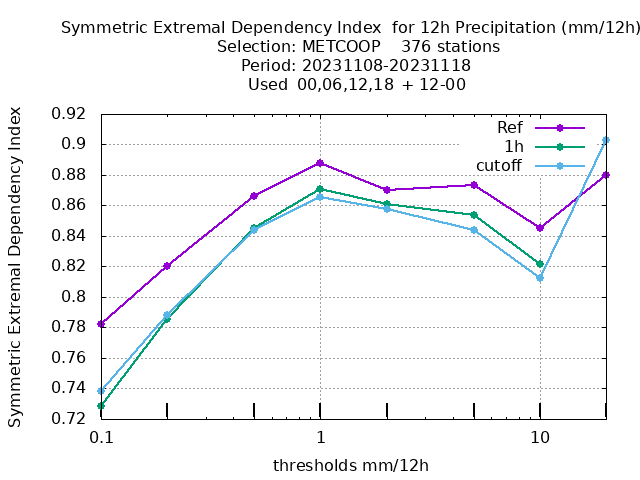 Symmetric Extremal Dependency Index  for 12h Precipitation (mm/12h)
Selection: METCOOP    376 stations
Period: 20231108-20231118
Used  00,06,12,18  + 12-00
Symmetric Extremal Dependency Index
0.92
0.9
0.88
0.86
0.84
0.82
0.8
0.78
0.76
0.74
0.72
Ref
1h
cutoff
0.1
1
10
thresholds mm/12h